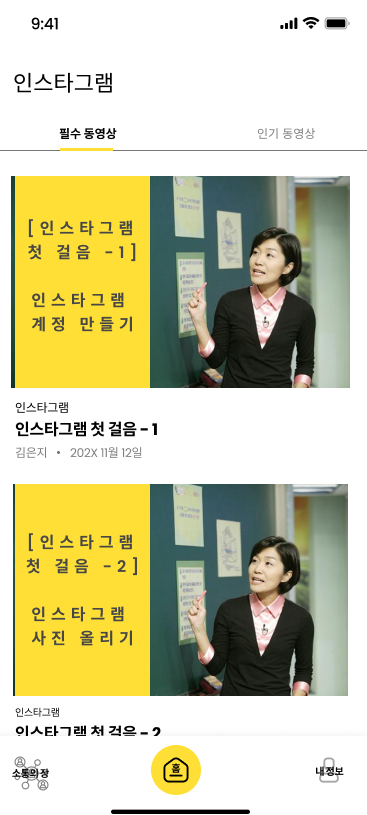 9:41
인스타그램
필수 동영상
인기 동영상
[인스타그램
첫 걸음 -1]
인스타그램
계정 만들기
인스타그램
인스타그램 첫 걸음 - 1
김은지 • 202X 11월 12일
[인스타그램
첫 걸음 -2]
인스타그램
사진 올리기
인스타그램
인스타그램 첫 걸음 - 2
소통의 장
홈
내 정보